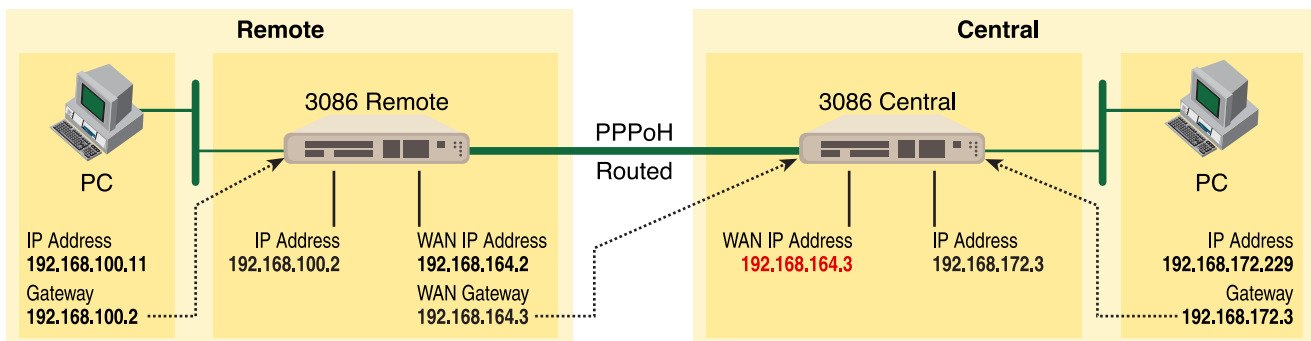 Remote
Central
3086 Remote
3086 Central
PPPoH
Routed
PC
PC
IP Address
192.168.100.11
Gateway
192.168.100.2
IP Address
192.168.100.2
WAN IP Address
192.168.164.2
WAN Gateway
192.168.164.3
WAN IP Address
192.168.164.3
IP Address
192.168.172.3
IP Address
192.168.172.229
Gateway
192.168.172.3